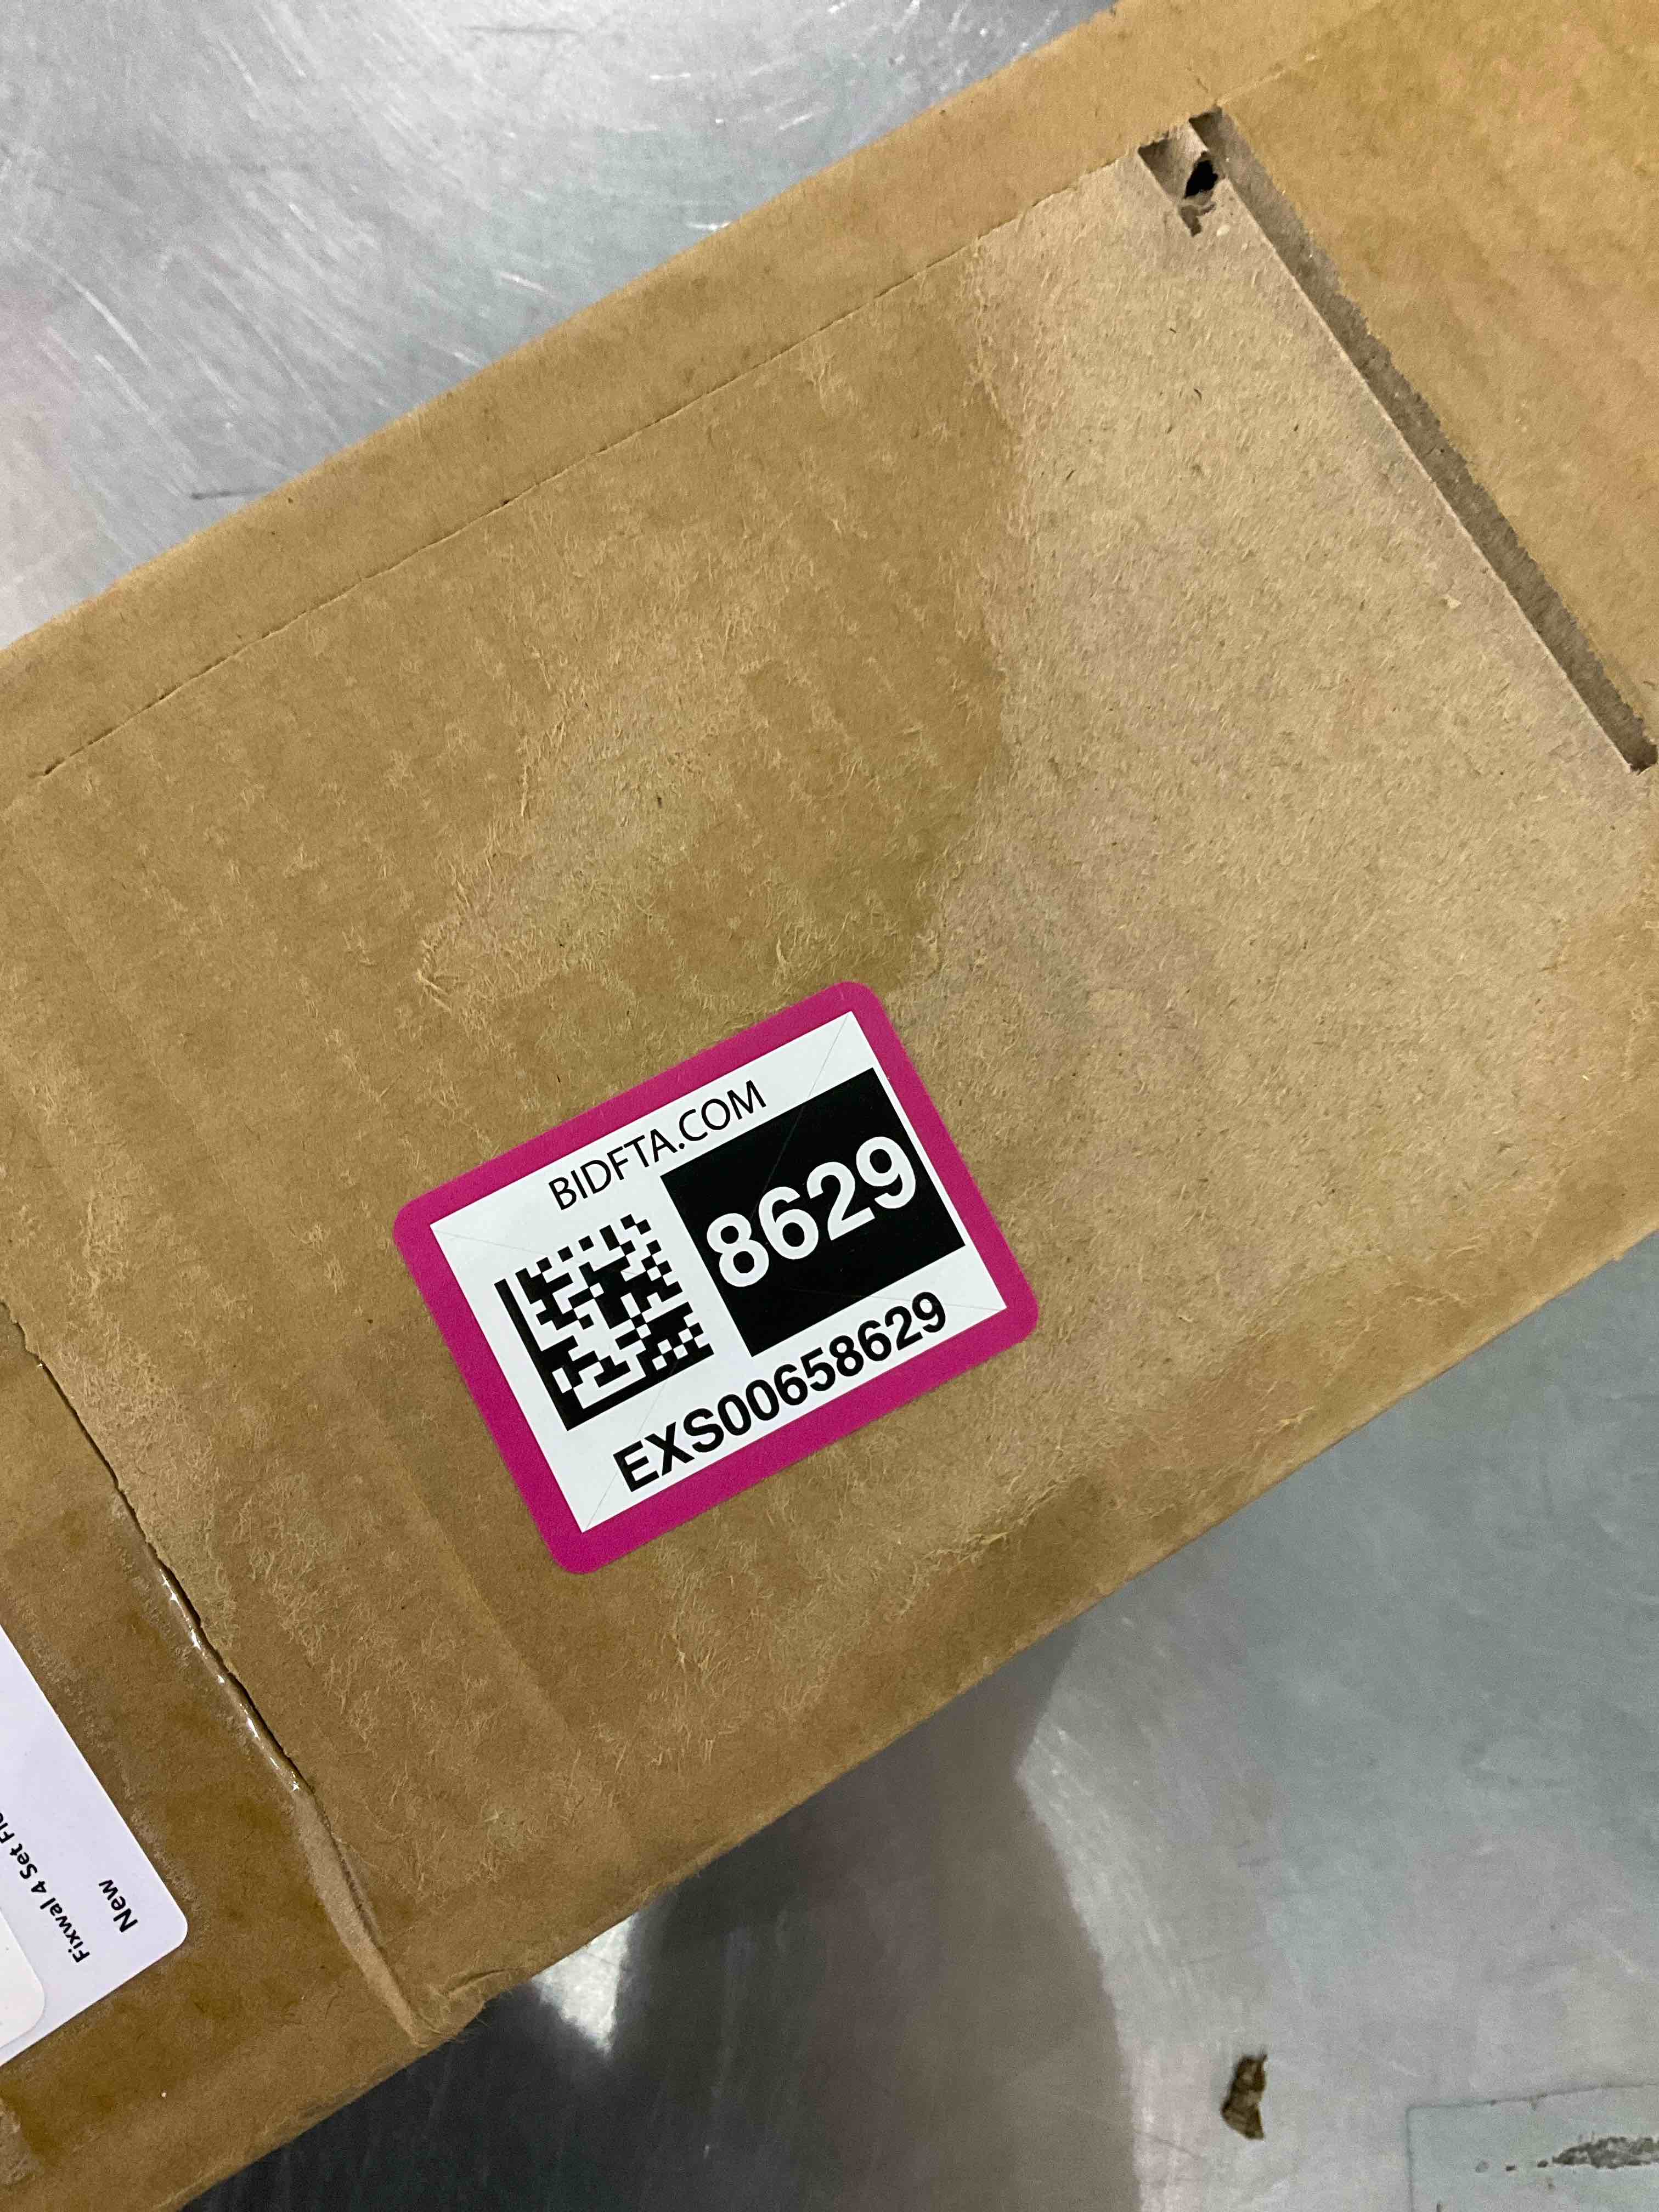 BIDFTA.COM
8629
EXS00658629
New
Fixwal 4 Set